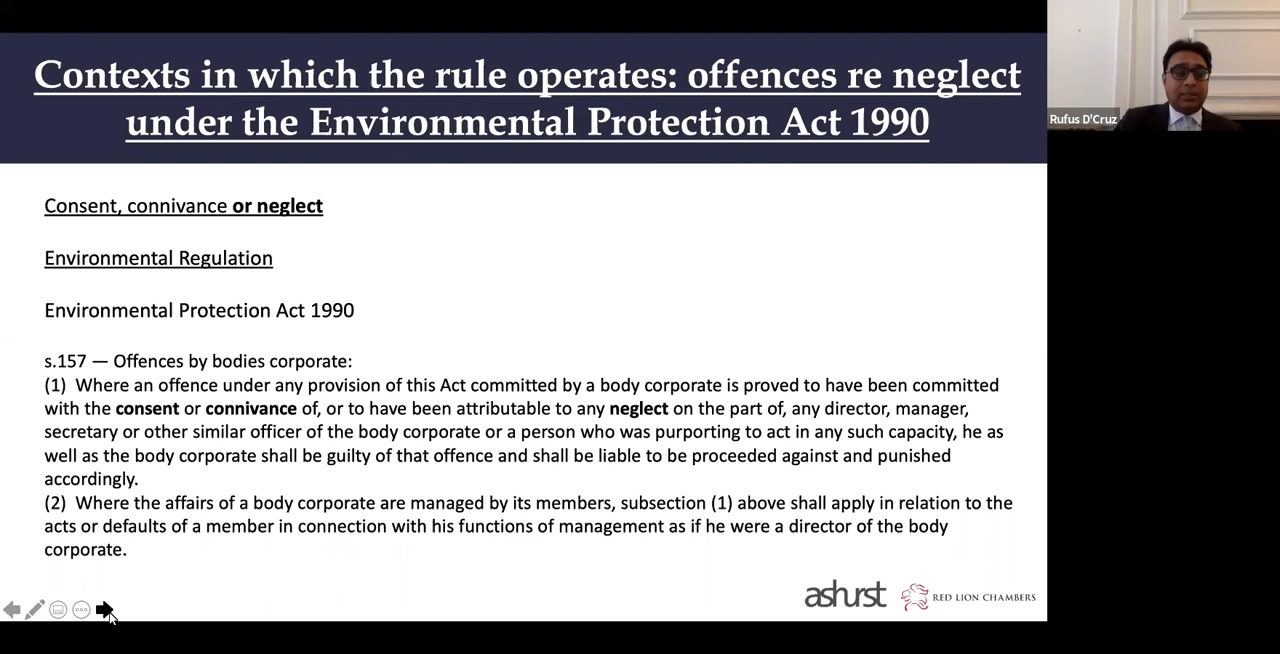 Contexts in which the rule operates: offences re neglect
under the Environmental Protection Act 1990
Rufus D'Cruz
Consent, connivance or neglect
Environmental Regulation
Environmental Protection Act 1990
s.157 — Offences by bodies corporate:
(1) Where an offence under any provision of this Act committed by a body corporate is proved to have been committed
with the consent or connivance of, or to have been attributable to any neglect on the part of, any director, manager,
secretary or other similar officer of the body corporate or a person who was purporting to act in any such capacity, he as
well as the body corporate shall be guilty of that offence and shall be liable to be proceeded against and punished
accordingly.
(2) Where the affairs of a body corporate are managed by its members, subsection (1) above shall apply in relation to the
acts or defaults of a member in connection with his functions of management as if he were a director of the body
corporate.
ashurst
RED LION CHAMBERS